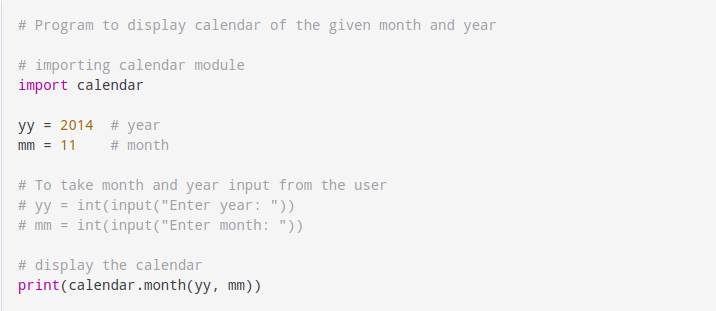 # Program to display calendar of the given month and year
# importing calendar module
import calendar
yy = 2014  # year
mm = 11    # month
# To take month and year input from the user
# yy = int(input("Enter year: "))
# mm = int(input("Enter month: "))
# display the calendar
print(calendar.month(yy, mm))